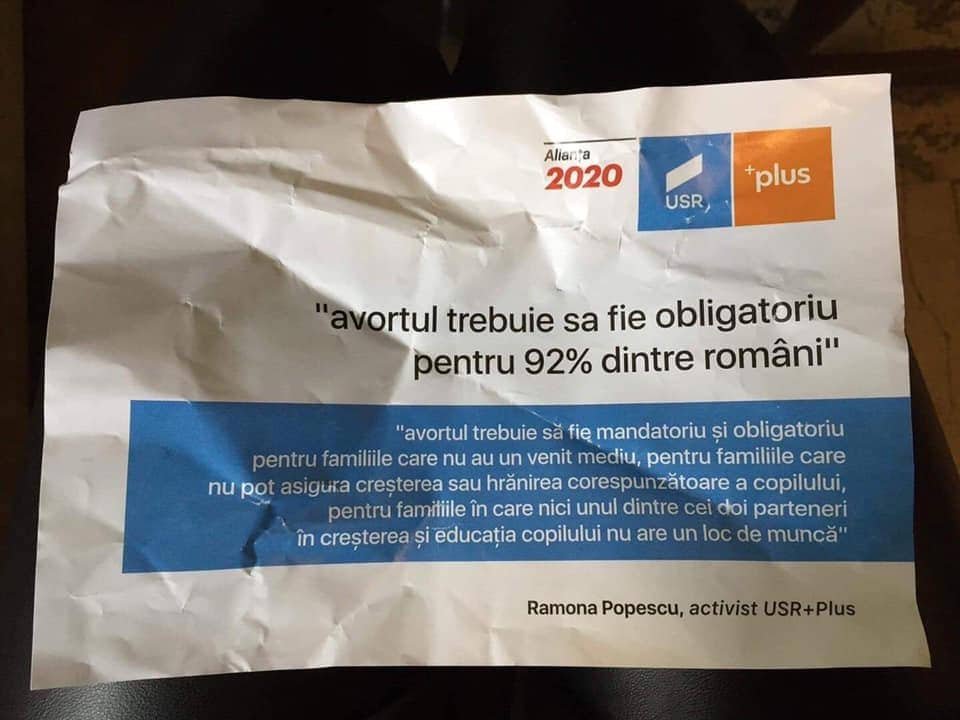 Alianța
2020
USR
+plus
"avortul trebuie sa fie obligatoriu
pentru 92% dintre români"
"avortul trebuie să fie mandatoriu și obligatoriu
pentru familiile care nu au un venit mediu, pentru familiile care
nu pot asigura creșterea sau hrănirea corespunzătoare a copilului,
pentru familiile în care nici unul dintre cei doi parteneri
în creșterea și educația copilului nu are un loc de muncă"
Ramona Popescu, activist USR+Plus